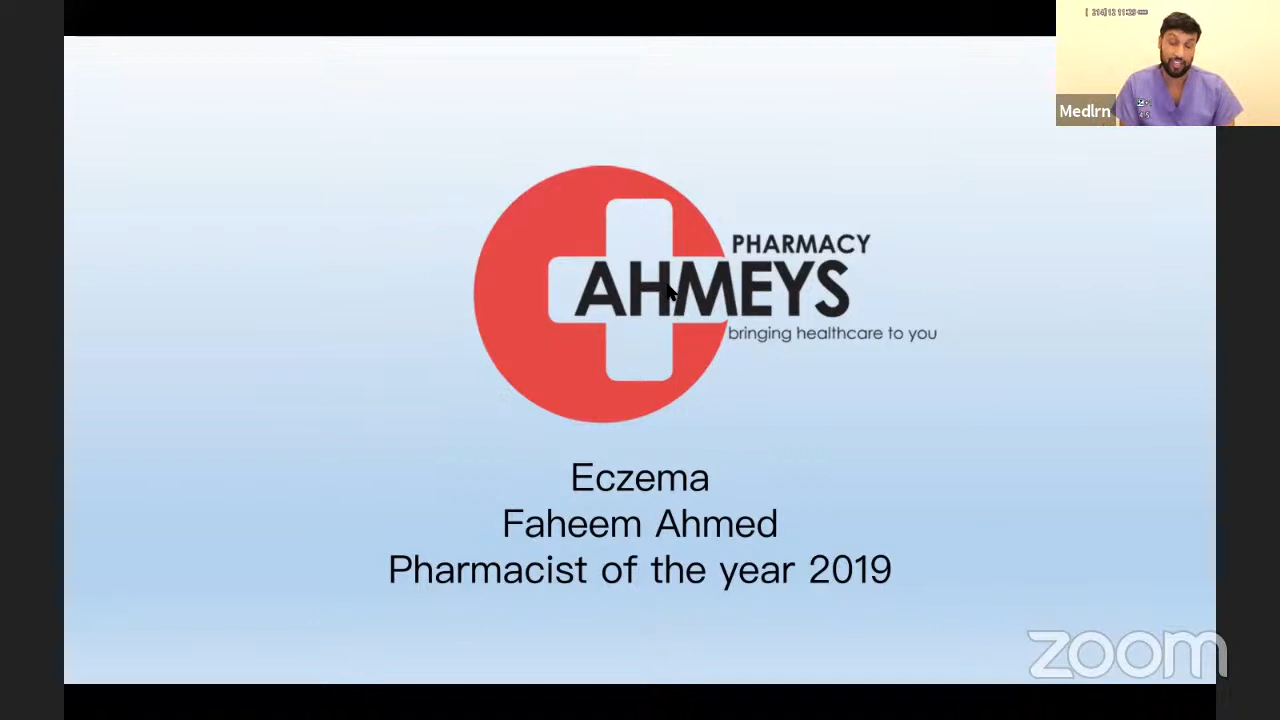 Medlrn
PHARMACY
AHMEYS
bringing healthcare to you
Eczema
Faheem Ahmed
Pharmacist of the year 2019
zoom